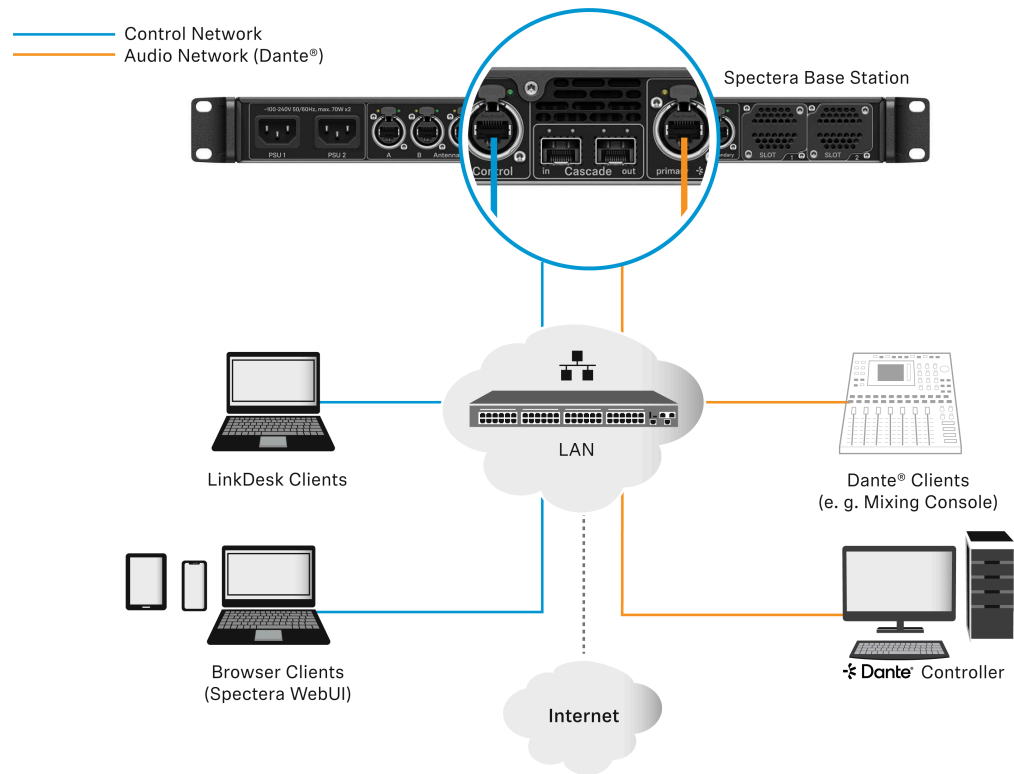 Control Network
Audio Network (Dante®)
Spectera Base Station
~100-240V 50/60Hz, max. 70W x2
PSU 1
PSU 2
A
B
Antenna
Control
in
Cascade
out
primary
SLOT
1
SLOT
2
LAN
LinkDesk Clients
Dante® Clients
(e. g. Mixing Console)
Browser Clients
(Spectera WebUI)
Dante® Controller
Internet